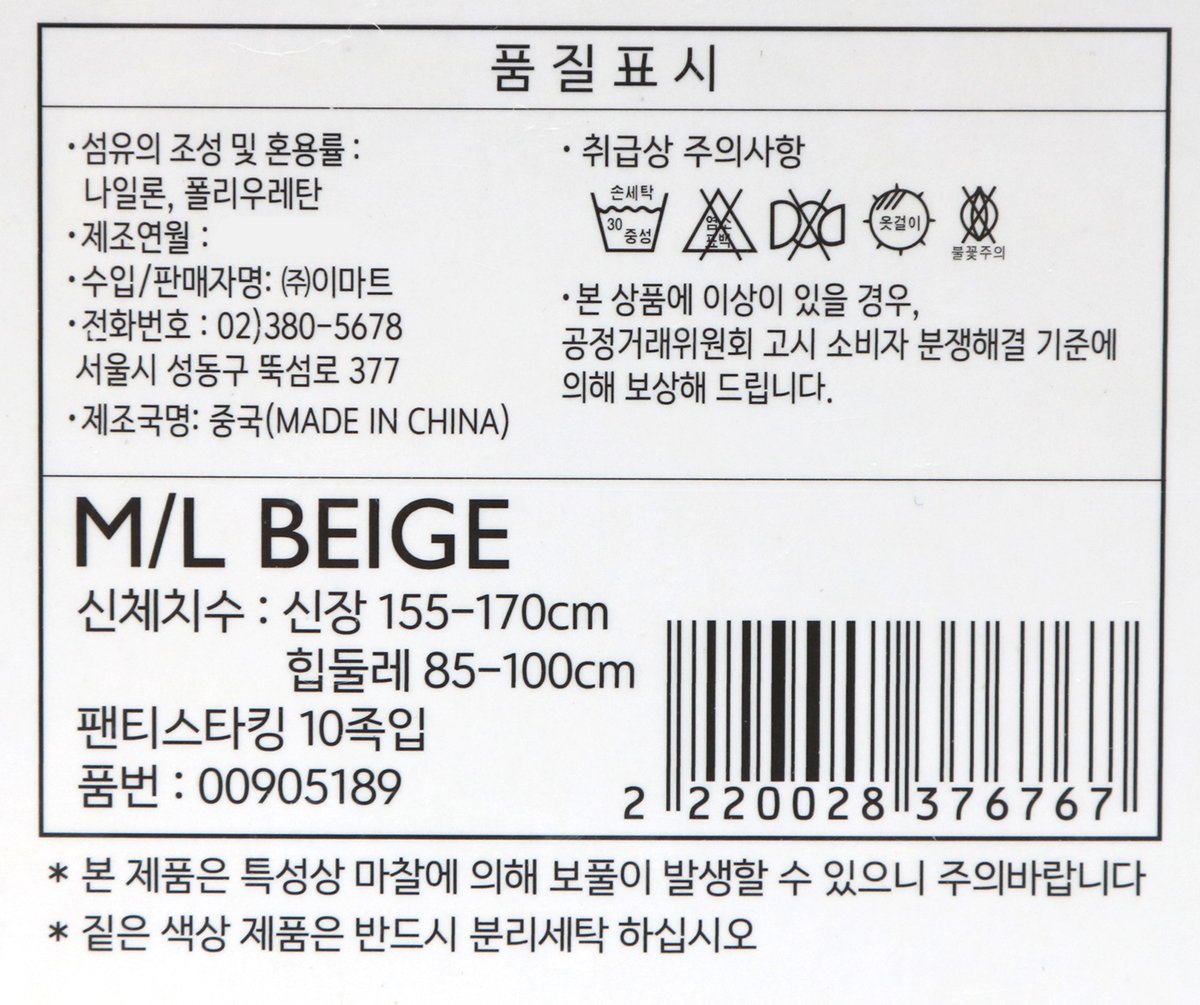 품질표시
·섬유의 조성 및 혼용률 :
나일론, 폴리우레탄
·제조연월 :
·수입/판매자명: ㈜이마트
·전화번호 : 02)380-5678
서울시 성동구 뚝섬로 377
·제조국명: 중국(MADE IN CHINA)
· 취급상 주의사항
손세탁
30 중성
염소 표백
옷걸이
불꽃주의
·본 상품에 이상이 있을 경우,
공정거래위원회 고시 소비자 분쟁해결 기준에
의해 보상해 드립니다.
M/L BEIGE
신체치수 : 신장 155-170cm
힙둘레 85-100cm
팬티스타킹 10족입
품번 : 00905189
2 220028 376767
* 본 제품은 특성상 마찰에 의해 보풀이 발생할 수 있으니 주의바랍니다
* 짙은 색상 제품은 반드시 분리세탁 하십시오